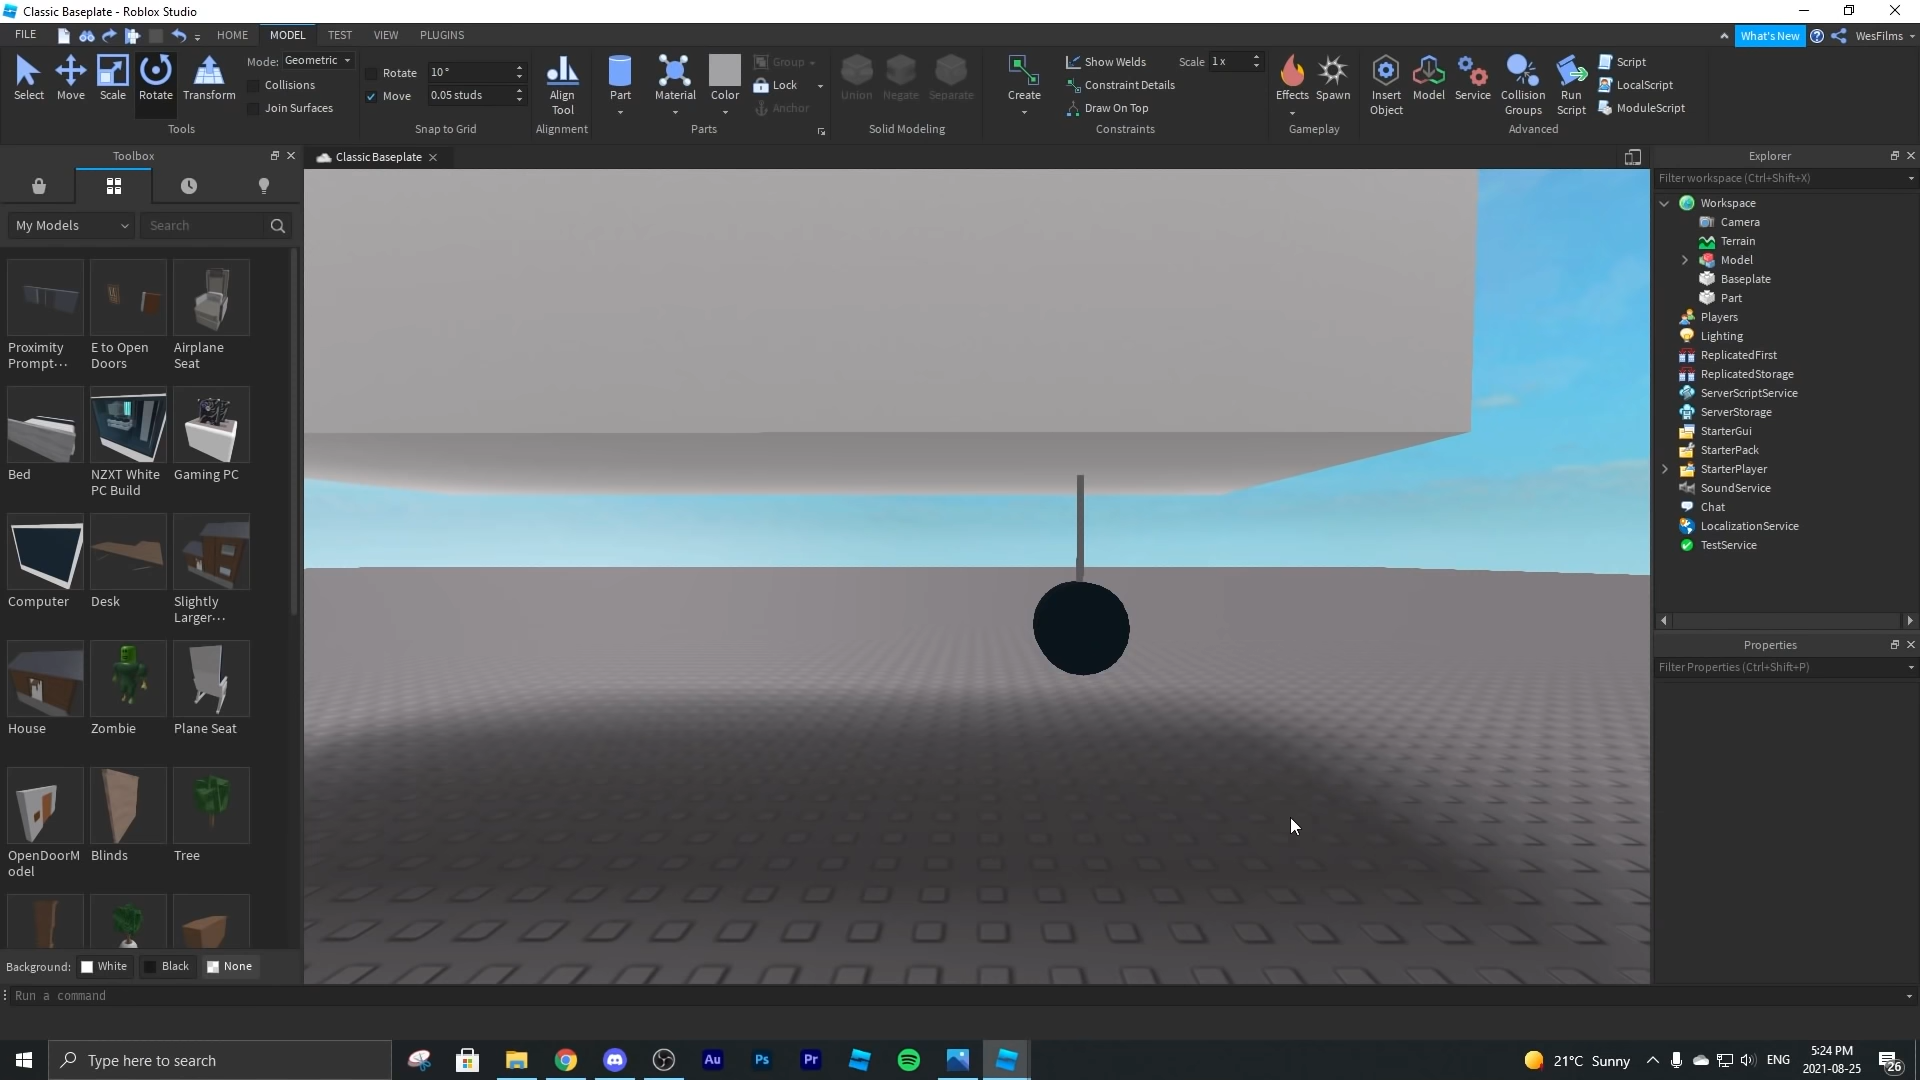 Classic Baseplate - Roblox Studio
FILE
HOME
MODEL
TEST
VIEW
PLUGINS
What's New
WesFilms
Select
Move
Scale
Rotate
Transform
Mode:
Geometric
Collisions
Join Surfaces
Tools
Rotate
10 °
Move
0.05 studs
Snap to Grid
Align
Tool
Alignment
Part
Material
Color
Group
Lock
Anchor
Parts
Union
Negate
Separate
Solid Modeling
Create
Show Welds
Scale
1 x
Constraint Details
Draw On Top
Constraints
Effects
Spawn
Gameplay
Insert
Object
Model
Service
Collision
Groups
Run
Script
Script
LocalScript
ModuleScript
Advanced
Toolbox
My Models
Search
Proximity
Prompt...
E to Open
Doors
Airplane
Seat
Bed
NZXT White
PC Build
Gaming PC
Computer
Desk
Slightly
Larger...
House
Zombie
Plane Seat
OpenDoorM
odel
Blinds
Tree
Background:
White
Black
None
Classic Baseplate
Explorer
Filter workspace (Ctrl+Shift+X)
Workspace
Camera
Terrain
Model
Baseplate
Part
Players
Lighting
ReplicatedFirst
ReplicatedStorage
ServerScriptService
ServerStorage
StarterGui
StarterPack
StarterPlayer
SoundService
Chat
LocalizationService
TestService
Properties
Filter Properties (Ctrl+Shift+P)
Run a command
Type here to search
Au
Ps
Pr
21°C Sunny
ENG
5:24 PM
2021-08-25
26